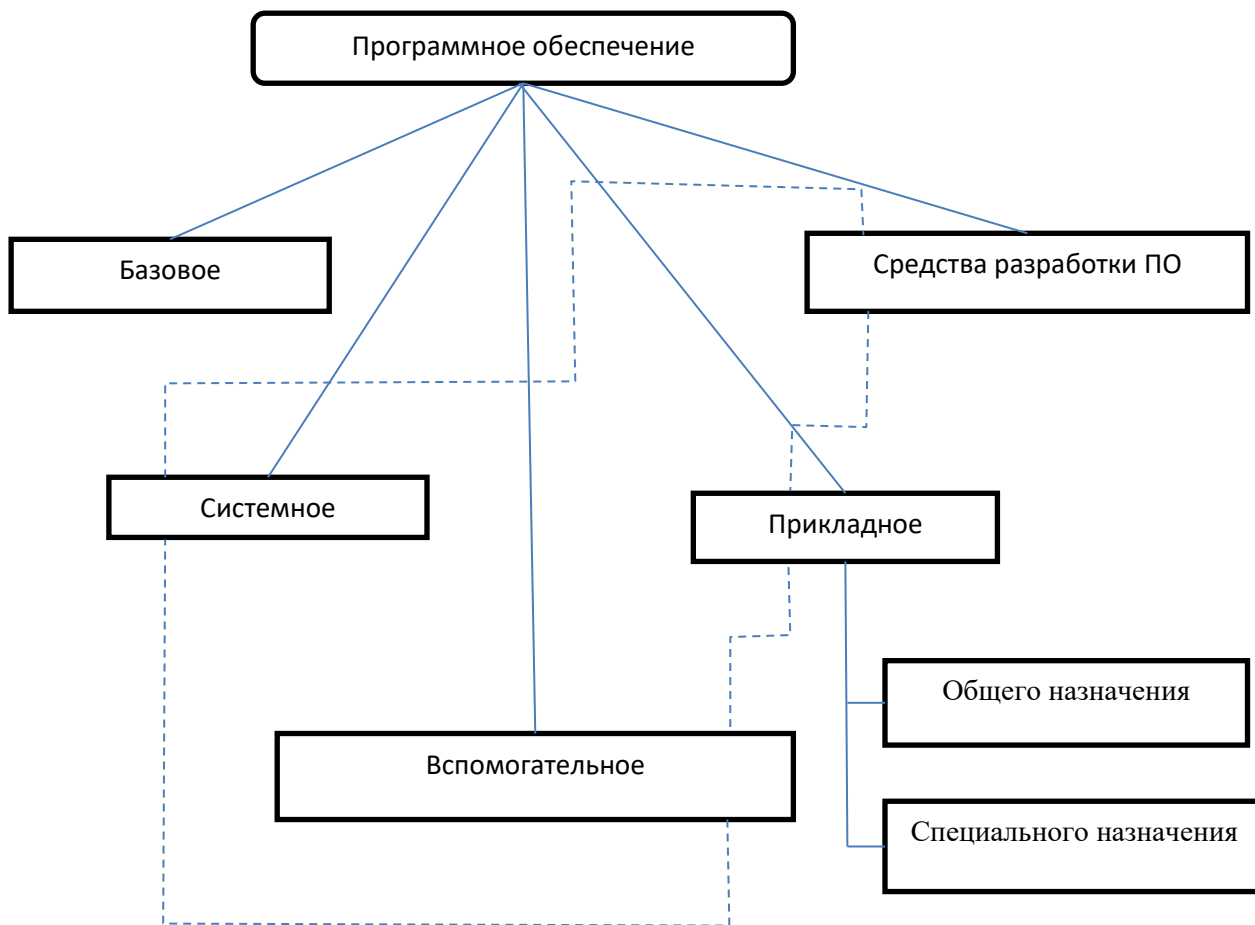 Программное обеспечение
Базовое
Средства разработки ПО
Системное
Прикладное
Общего назначения
Вспомогательное
Специального назначения